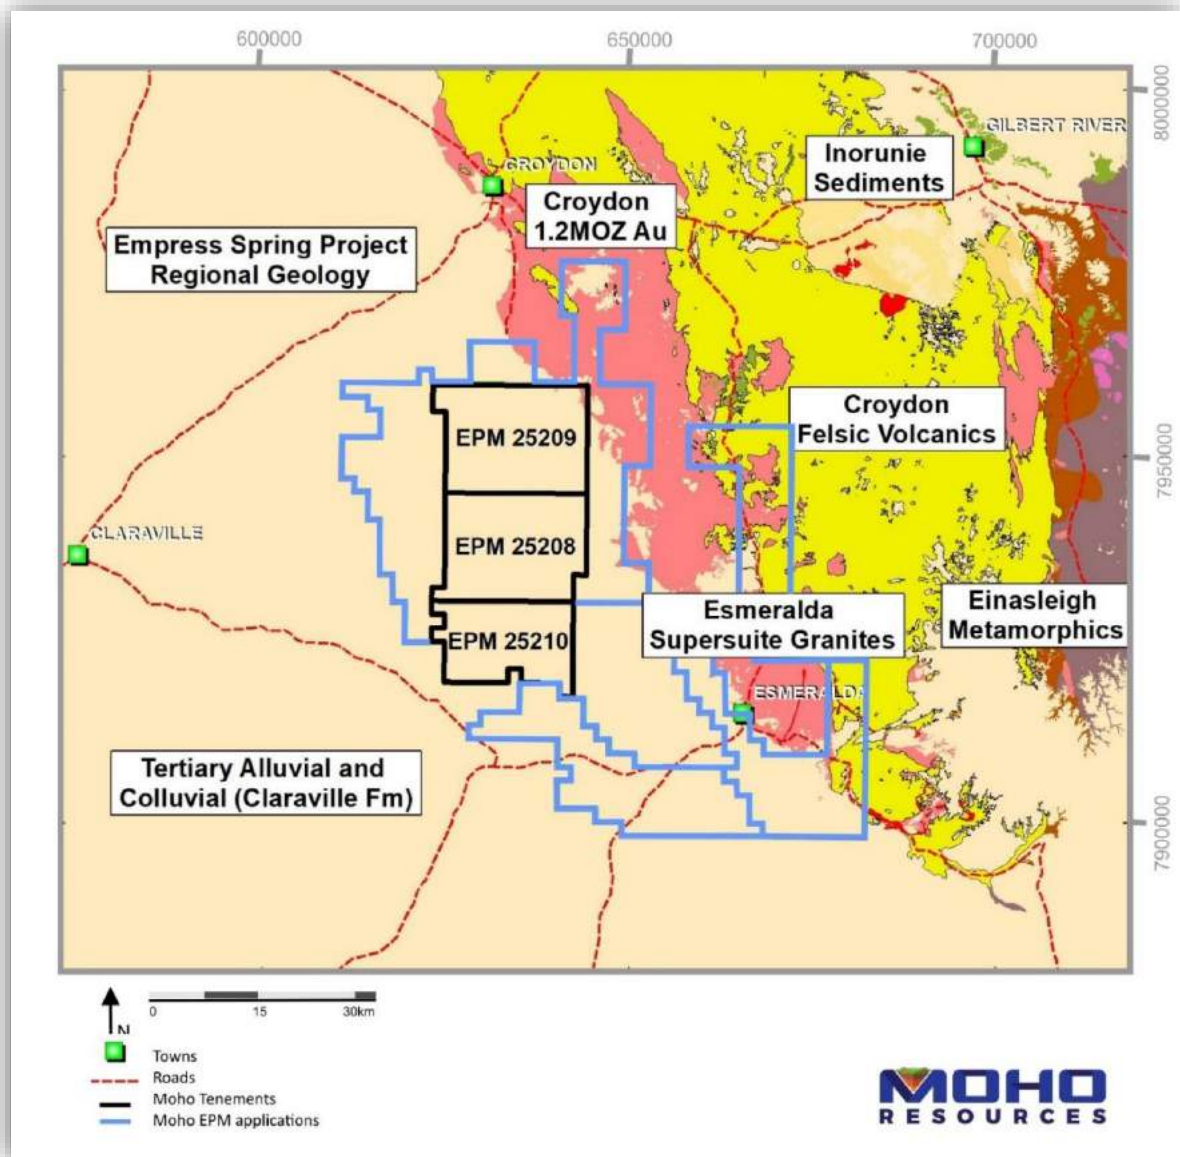 600000
650000
700000
8000000
GILBERT RIVER
CROYDON
Inorunie
Sediments
Croydon
1.2MOZ Au
Empress Spring Project
Regional Geology
EPM 25209
Croydon
Felsic Volcanics
7950000
CLARAVILLE
EPM 25208
Esmeralda
Supersuite Granites
Einasleigh
Metamorphics
EPM 25210
ESMERALDA
Tertiary Alluvial and
Colluvial (Claraville Fm)
7900000
N
0 15 30km
Towns
Roads
Moho Tenements
Moho EPM applications
MOHO
RESOURCES